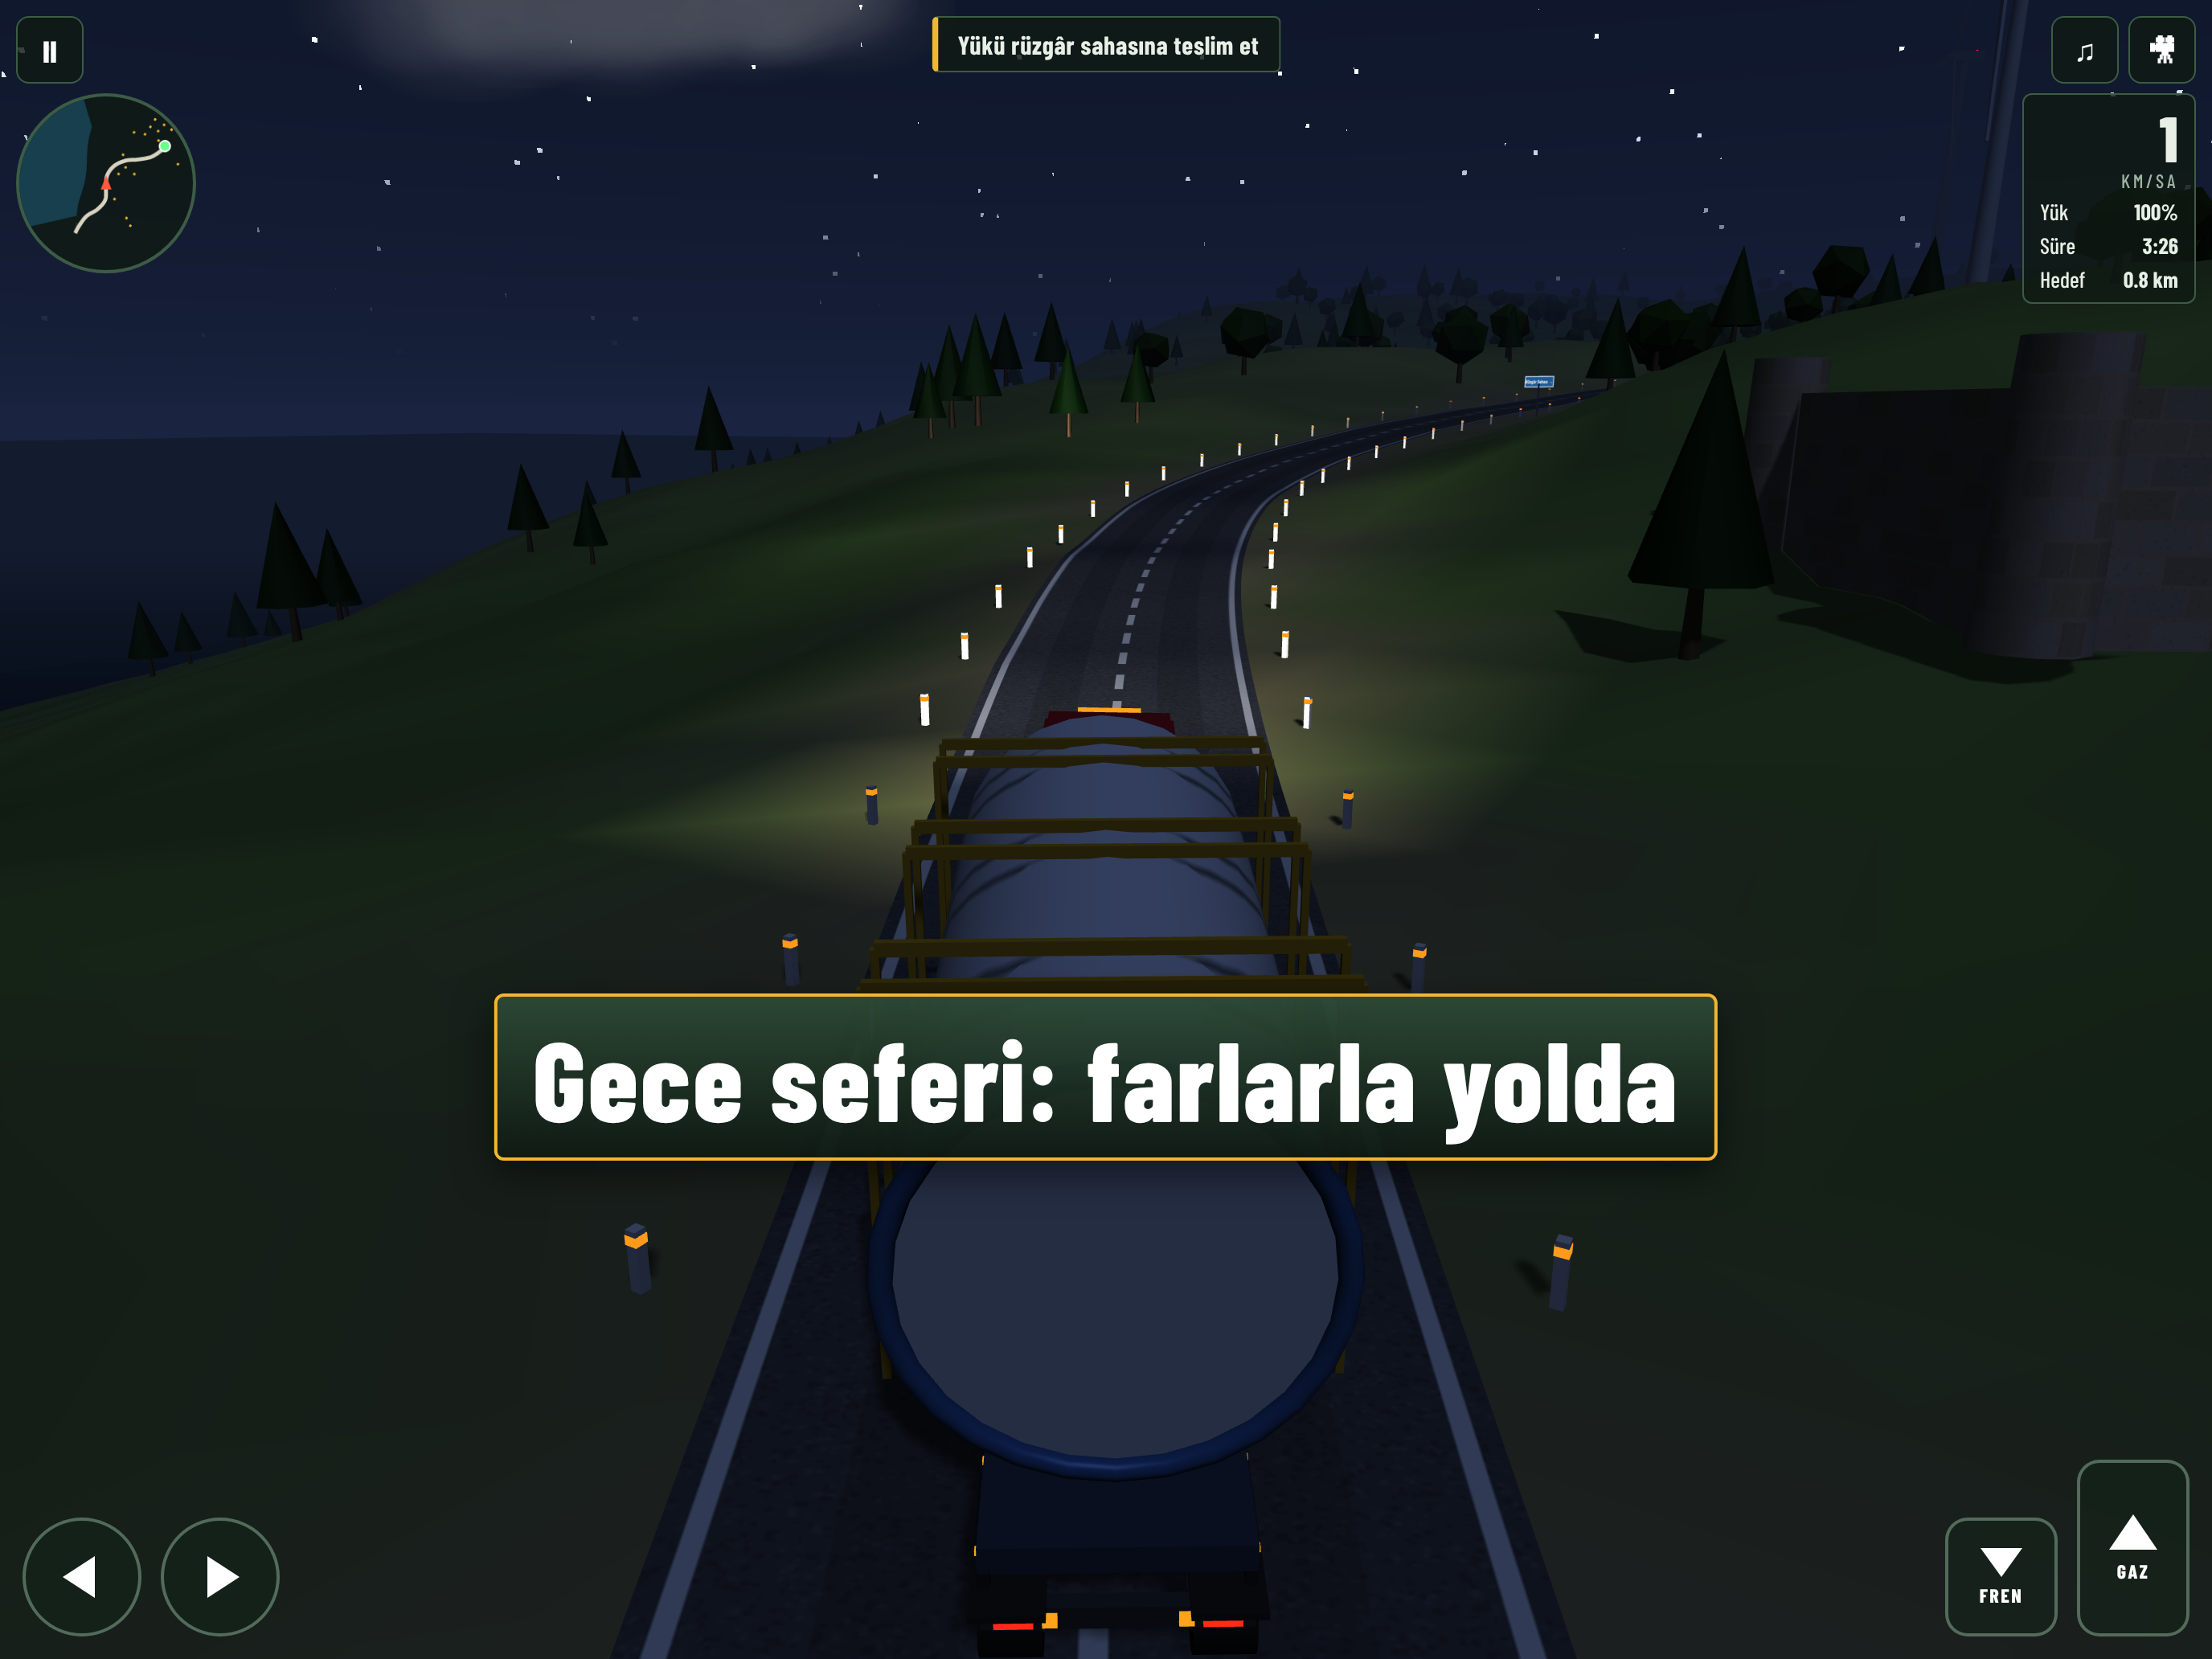 Yükü rüzgâr sahasına teslim et
1
KM/SA
Yük 100%
Süre 3:26
Hedef 0.8 km
Gece seferi: farlarla yolda
FREN
GAZ